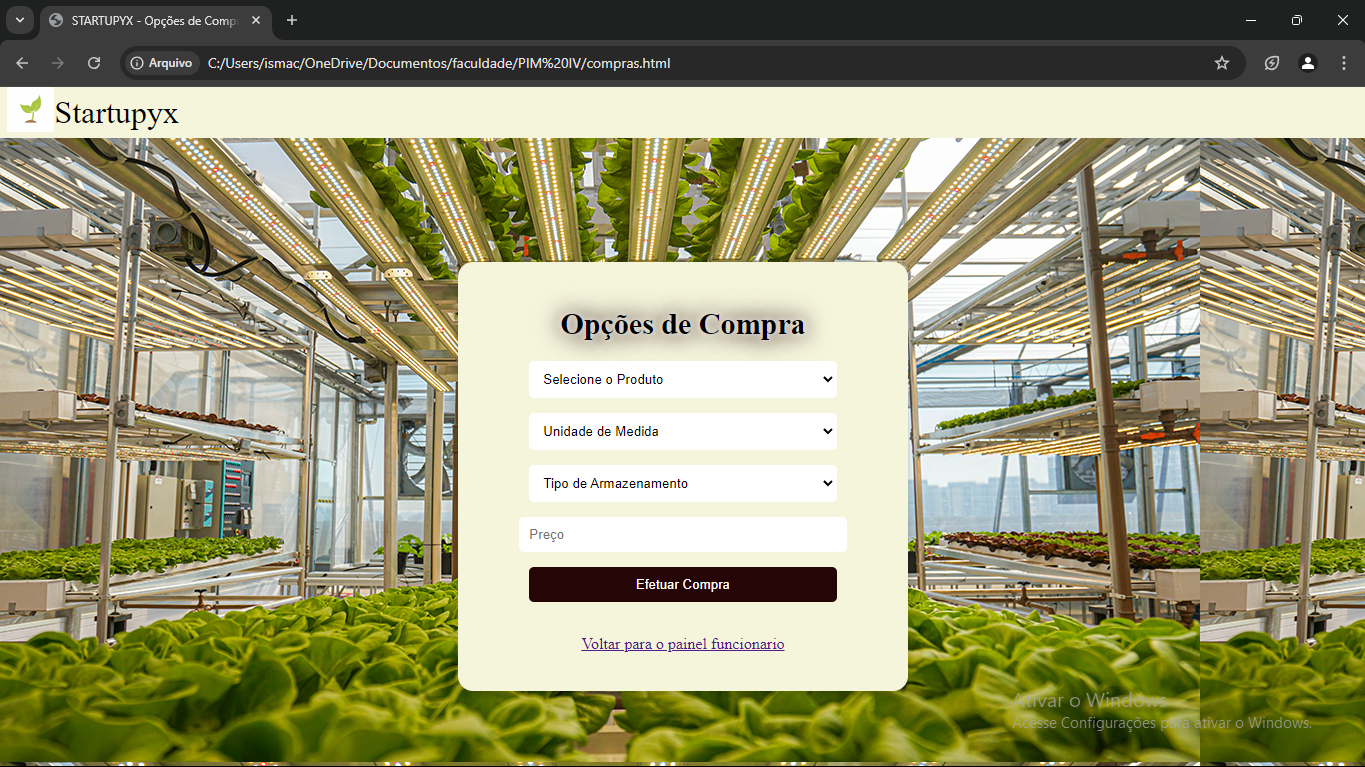 STARTUPYX - Opções de Comp
Arquivo
C:/Users/ismac/OneDrive/Documentos/faculdade/PIM%20IV/compras.html
Startupyx
Opções de Compra
Selecione o Produto
Unidade de Medida
Tipo de Armazenamento
Preço
Efetuar Compra
Voltar para o painel funcionario
Ativar o Windows
Acesse Configurações para ativar o Windows.